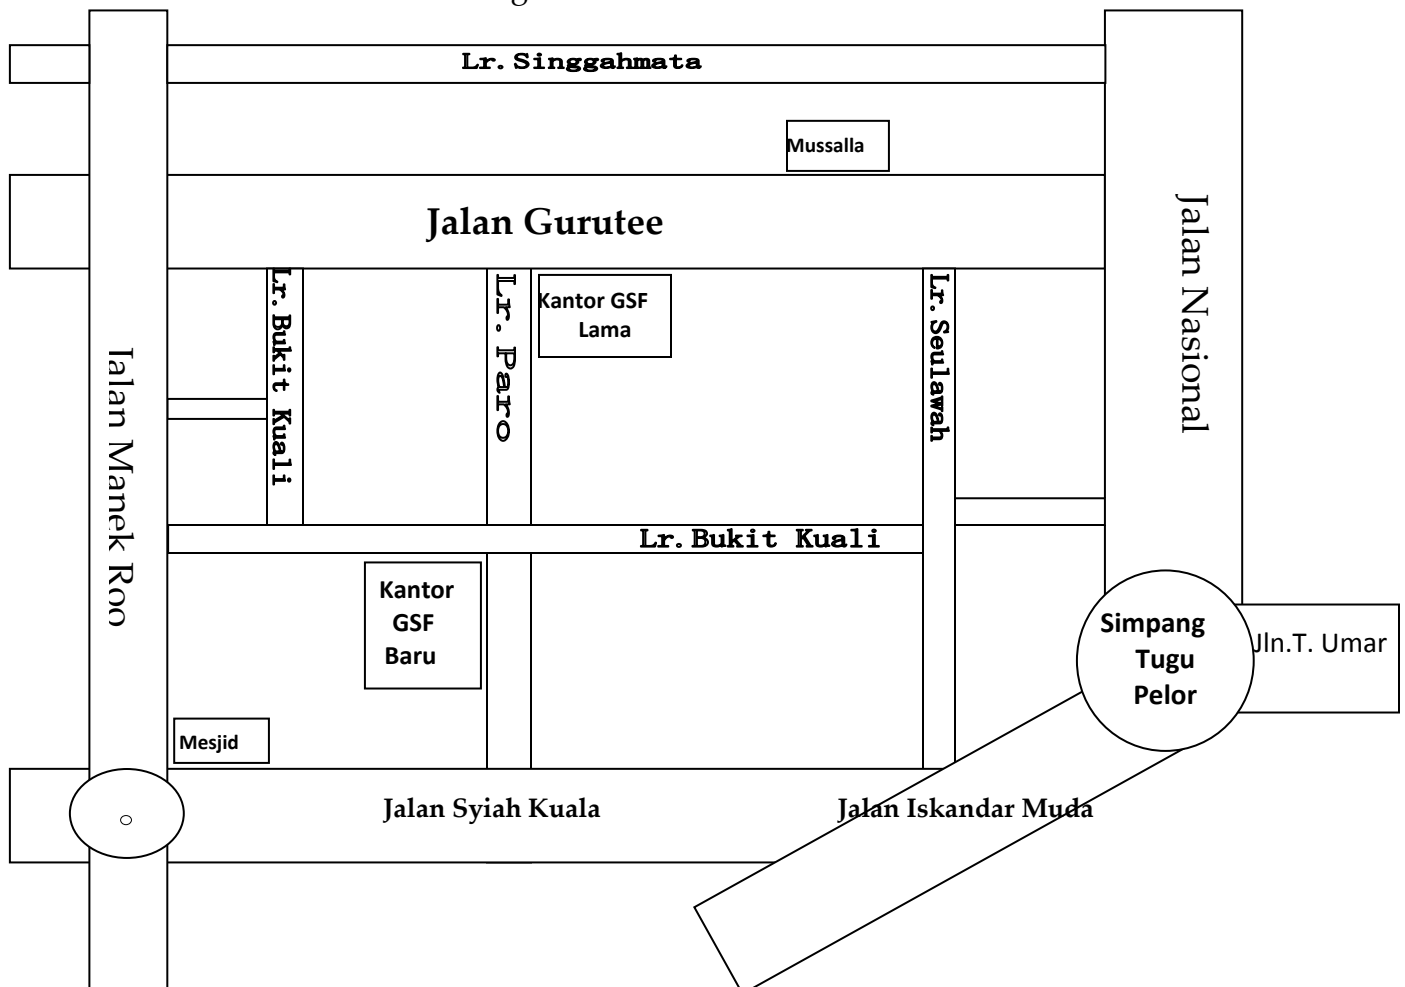 Lr. Singgahmata
Mussalla
Jalan Gurutee
Jalan Nasional
Lr. Bukit Kuali
Lr. Paro
Kantor GSF
Lama
Lr. Seulawah
Jalan Manek Roo
Lr. Bukit Kuali
Kantor
GSF
Baru
Simpang
Tugu
Pelor
Jln.T. Umar
Mesjid
Jalan Syiah Kuala
Jalan Iskandar Muda